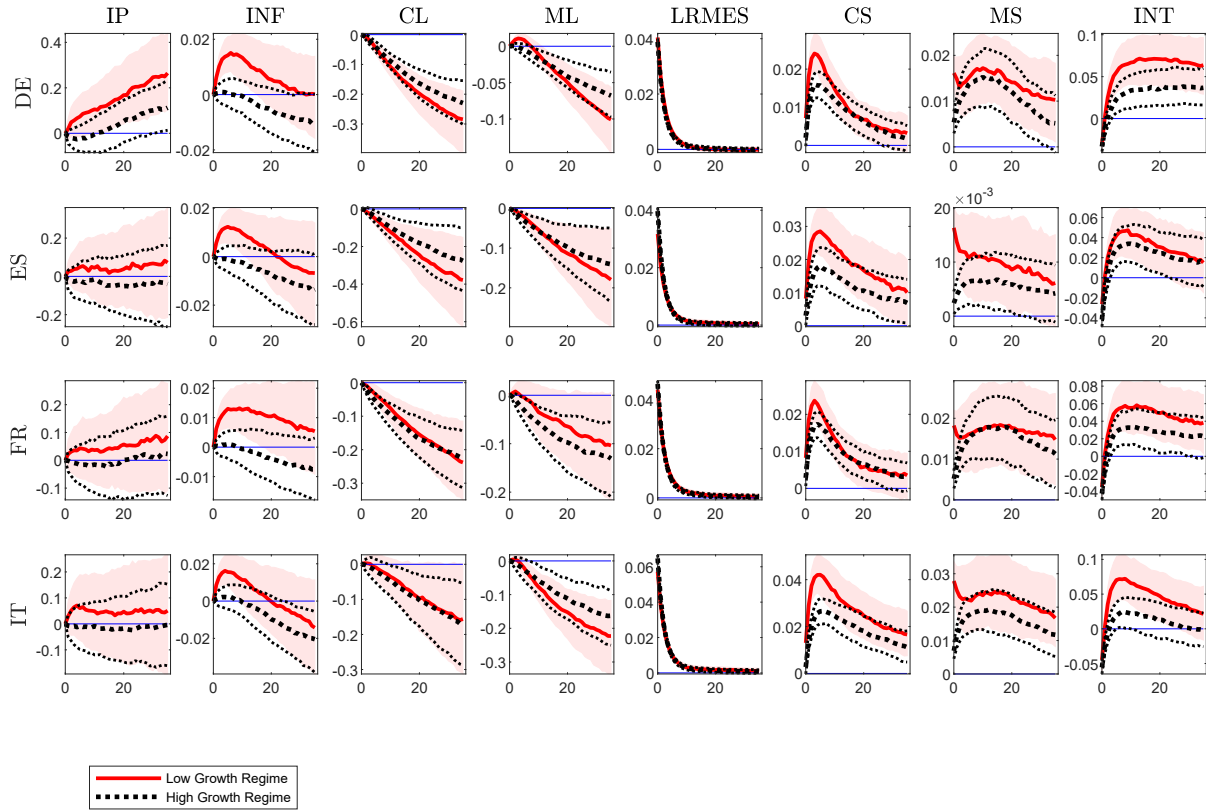 IP INF CL ML LRMES CS MS INT
DE
0.4 0.2 0
0.02 0 -0.02
0 -0.1 -0.2 -0.3
0 -0.05 -0.1
0.04 0.02 0
0.03 0.02 0.01 0
0.02 0.01 0
0.1 0.05 0
0 20 0 20 0 20 0 20 0 20 0 20 0 20 0 20
ES
0.2 0 -0.2
0.02 0 -0.02
0 -0.2 -0.4 -0.6
0 -0.1 -0.2
0.04 0.02 0
0.03 0.02 0.01 0
×10⁻³
20 10 0
0.06 0.04 0.02 0 -0.02 -0.04
0 20 0 20 0 20 0 20 0 20 0 20 0 20 0 20
FR
0.2 0.1 0 -0.1
0.02 0.01 0 -0.01
0 -0.1 -0.2 -0.3
0 -0.1 -0.2
0.04 0.02 0
0.02 0.01 0
0.02 0.01 0
0.08 0.06 0.04 0.02 0 -0.02 -0.04
0 20 0 20 0 20 0 20 0 20 0 20 0 20 0 20
IT
0.2 0.1 0 -0.1
0.02 0 -0.02
0 -0.1 -0.2 -0.3
0 -0.1 -0.2 -0.3
0.06 0.04 0.02 0
0.04 0.02 0
0.03 0.02 0.01 0
0.1 0.05 0 -0.05
0 20 0 20 0 20 0 20 0 20 0 20 0 20 0 20
Low Growth Regime
High Growth Regime